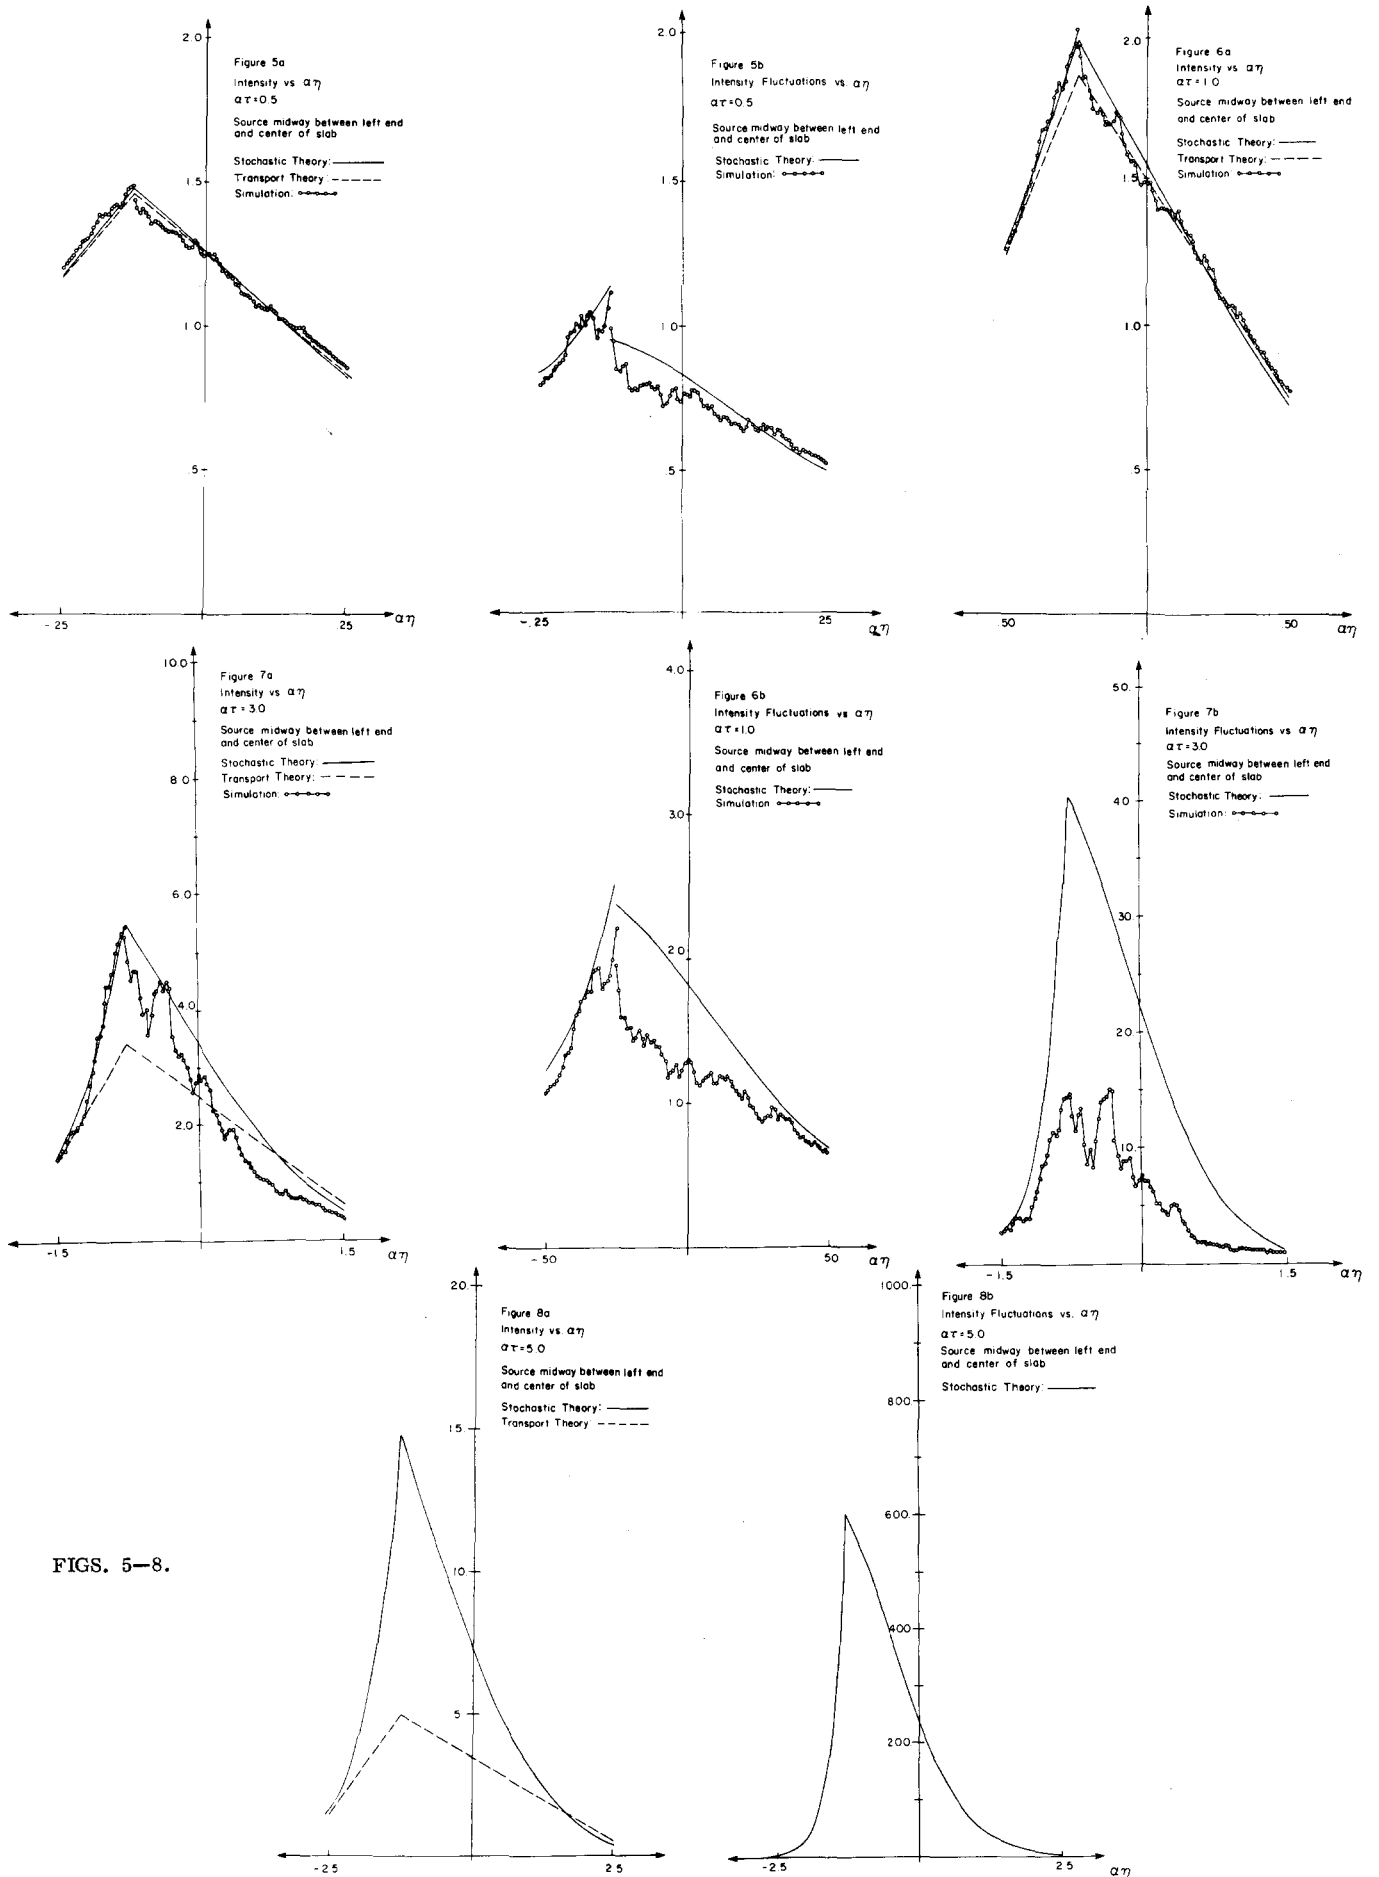 Figure 5a
Intensity vs αη
ατ=0.5
Source midway between left end
and center of slab
Stochastic Theory:
Transport Theory:
Simulation:
2.0
1.5
1.0
.5
-.25
.25
αη
Figure 5b
Intensity Fluctuations vs. αη
ατ=0.5
Source midway between left end
and center of slab
Stochastic Theory:
Simulation:
2.0
1.5
1.0
.5
-.25
.25
αη
Figure 6a
Intensity vs αη
ατ=1.0
Source midway between left end
and center of slab
Stochastic Theory:
Transport Theory:
Simulation
2.0
1.5
1.0
.5
.50
.50
αη
Figure 7a
Intensity vs αη
ατ=3.0
Source midway between left end
and center of slab
Stochastic Theory:
Transport Theory:
Simulation:
10.0
8.0
6.0
4.0
2.0
-1.5
1.5
αη
Figure 6b
Intensity Fluctuations vs αη
ατ=1.0
Source midway between left end
and center of slab
Stochastic Theory:
Simulation
4.0
3.0
2.0
1.0
-.50
.50
αη
Figure 7b
Intensity Fluctuations vs αη
ατ=3.0
Source midway between left end
and center of slab
Stochastic Theory:
Simulation:
50.
40
30.
20.
10.
-1.5
1.5
αη
Figure 8a
Intensity vs. αη
ατ=5.0
Source midway between left end
and center of slab
Stochastic Theory:
Transport Theory:
20.
15.
10.
5
-2.5
2.5
Figure 8b
Intensity Fluctuations vs. αη
ατ=5.0
Source midway between left end
and center of slab
Stochastic Theory:
1000.
800.
600.
400.
200.
-2.5
2.5
αη
FIGS. 5—8.